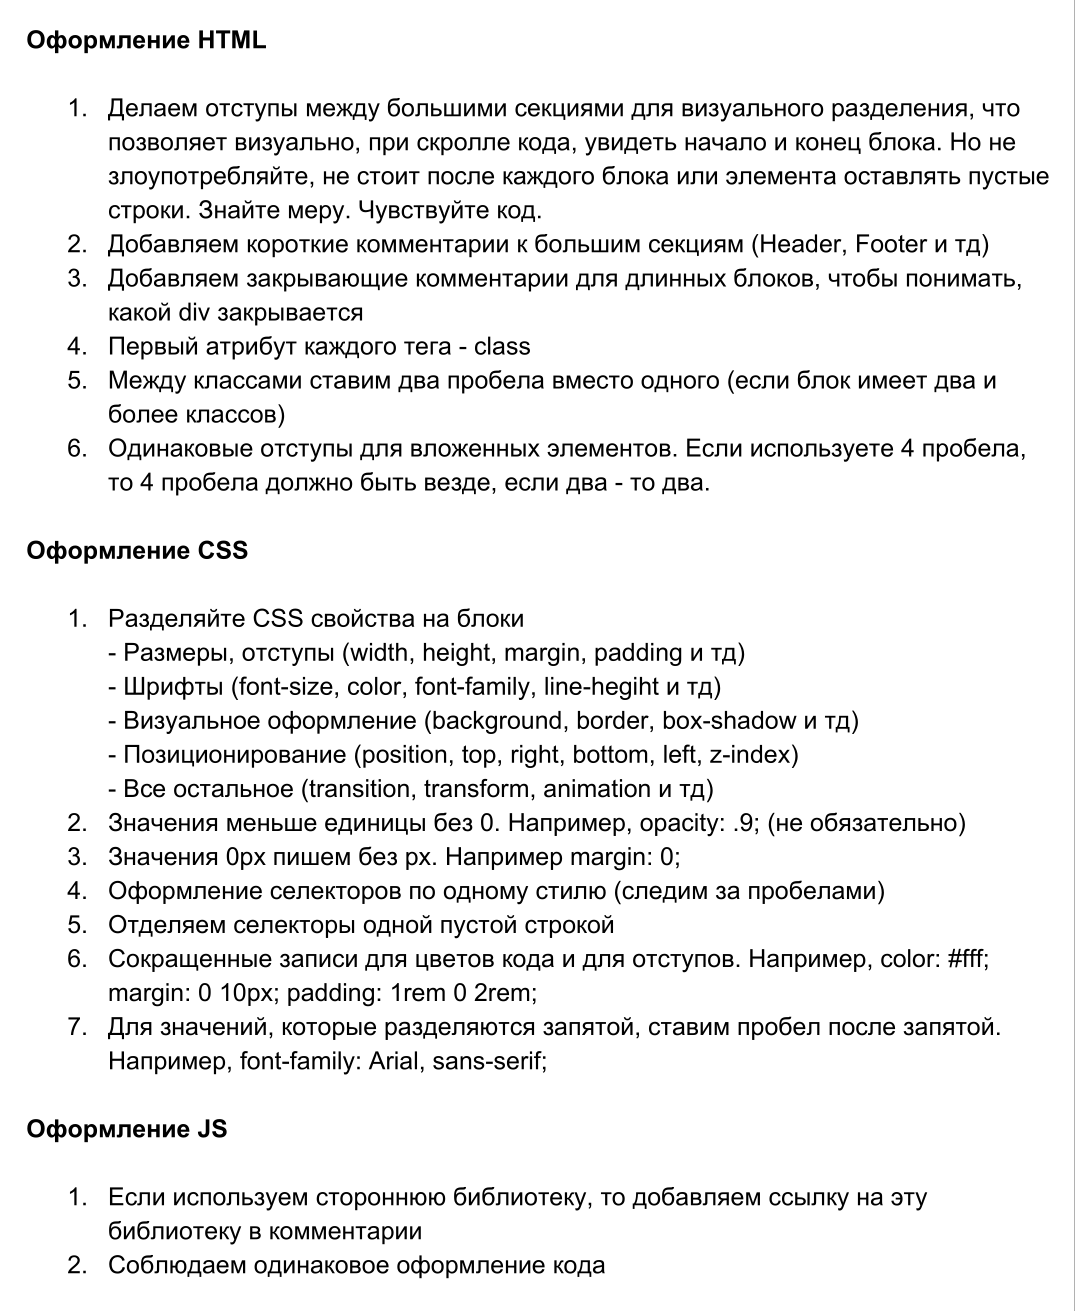 Оформление HTML
1. Делаем отступы между большими секциями для визуального разделения, что
позволяет визуально, при скролле кода, увидеть начало и конец блока. Но не
злоупотребляйте, не стоит после каждого блока или элемента оставлять пустые
строки. Знайте меру. Чувствуйте код.
2. Добавляем короткие комментарии к большим секциям (Header, Footer и тд)
3. Добавляем закрывающие комментарии для длинных блоков, чтобы понимать,
какой div закрывается
4. Первый атрибут каждого тега - class
5. Между классами ставим два пробела вместо одного (если блок имеет два и
более классов)
6. Одинаковые отступы для вложенных элементов. Если используете 4 пробела,
то 4 пробела должно быть везде, если два - то два.
Оформление CSS
1. Разделяйте CSS свойства на блоки
- Размеры, отступы (width, height, margin, padding и тд)
- Шрифты (font-size, color, font-family, line-hegiht и тд)
- Визуальное оформление (background, border, box-shadow и тд)
- Позиционирование (position, top, right, bottom, left, z-index)
- Все остальное (transition, transform, animation и тд)
2. Значения меньше единицы без 0. Например, opacity: .9; (не обязательно)
3. Значения 0px пишем без px. Например margin: 0;
4. Оформление селекторов по одному стилю (следим за пробелами)
5. Отделяем селекторы одной пустой строкой
6. Сокращенные записи для цветов кода и для отступов. Например, color: #fff;
margin: 0 10px; padding: 1rem 0 2rem;
7. Для значений, которые разделяются запятой, ставим пробел после запятой.
Например, font-family: Arial, sans-serif;
Оформление JS
1. Если используем стороннюю библиотеку, то добавляем ссылку на эту
библиотеку в комментарии
2. Соблюдаем одинаковое оформление кода